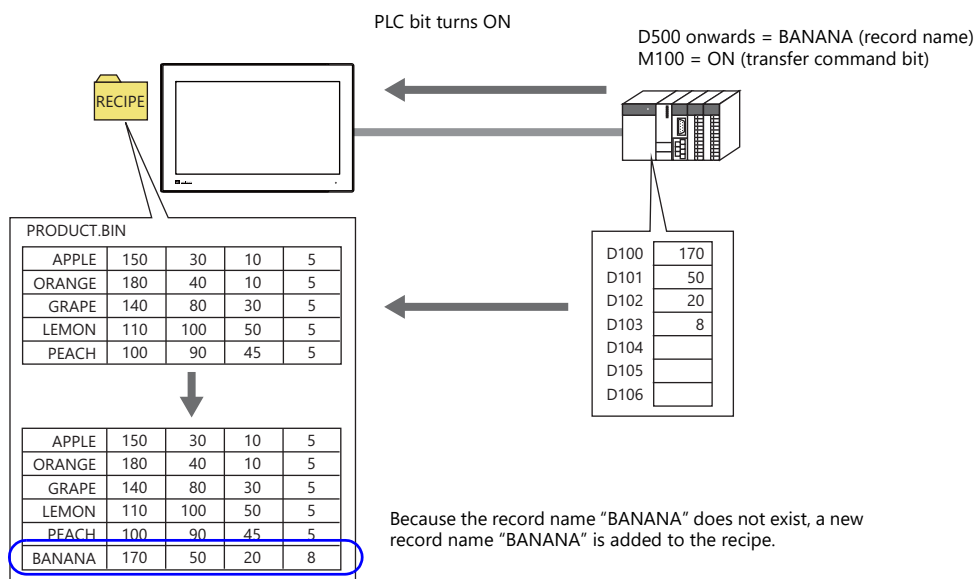 PLC bit turns ON
D500 onwards = BANANA (record name)
M100 = ON (transfer command bit)
RECIPE
PRODUCT.BIN
APPLE 150 30 10 5
ORANGE 180 40 10 5
GRAPE 140 80 30 5
LEMON 110 100 50 5
PEACH 100 90 45 5
D100 170
D101 50
D102 20
D103 8
D104
D105
D106
APPLE 150 30 10 5
ORANGE 180 40 10 5
GRAPE 140 80 30 5
LEMON 110 100 50 5
PEACH 100 90 45 5
BANANA 170 50 20 8
Because the record name “BANANA” does not exist, a new
record name “BANANA” is added to the recipe.